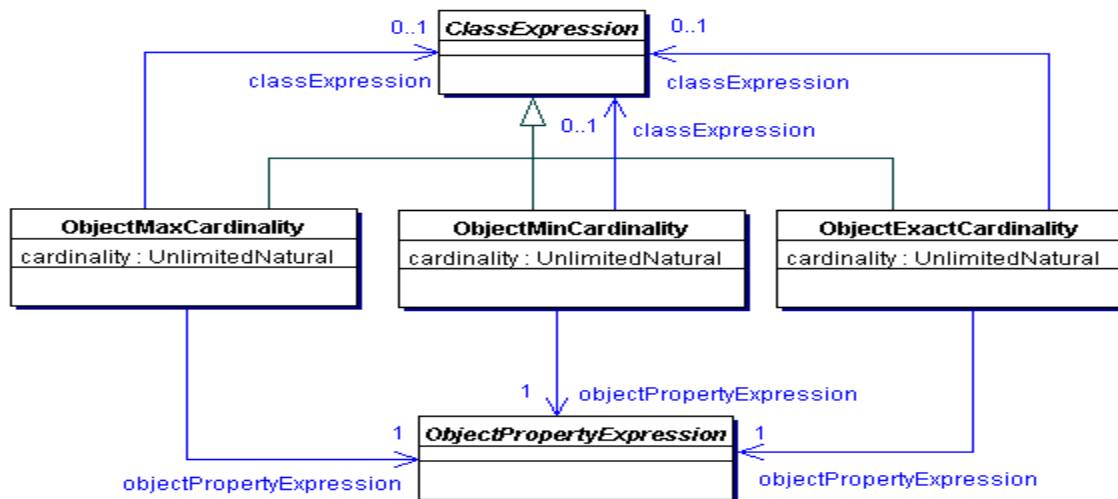 ClassExpression
0..1
0..1
classExpression
classExpression
0..1
classExpression
ObjectMaxCardinality
cardinality : UnlimitedNatural
ObjectMinCardinality
cardinality : UnlimitedNatural
ObjectExactCardinality
cardinality : UnlimitedNatural
1
objectPropertyExpression
1
ObjectPropertyExpression
1
objectPropertyExpression
objectPropertyExpression